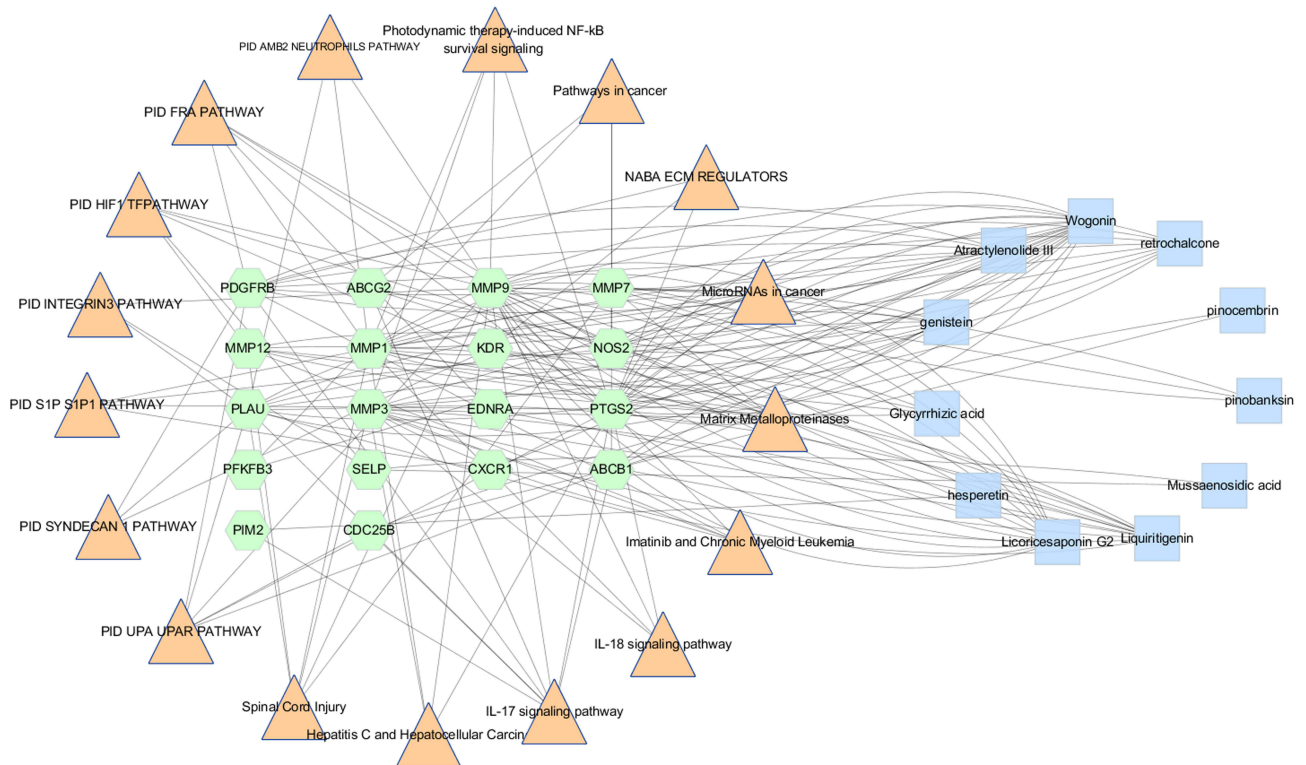 Photodynamic therapy-induced NF-kB
survival signaling
PID AMB2 NEUTROPHILS PATHWAY
Pathways in cancer
PID FRA PATHWAY
NABA ECM REGULATORS
PID HIF1 TFPATHWAY
Wogonin
retrochalcone
Atractylenolide III
PDGFRB
ABCG2
MMP9
MMP7
MicroRNAs in cancer
PID INTEGRIN3 PATHWAY
pinocembrin
genistein
MMP12
MMP1
KDR
NOS2
pinobanksin
PID S1P S1P1 PATHWAY
PLAU
MMP3
EDNRA
PTGS2
Glycyrrhizic acid
Matrix Metalloproteinases
PFKFB3
SELP
CXCR1
ABCB1
Mussaenosidic acid
hesperetin
PID SYNDECAN 1 PATHWAY
PIM2
CDC25B
Imatinib and Chronic Myeloid Leukemia
Licoricesaponin G2
Liquiritigenin
PID UPA UPAR PATHWAY
IL-18 signaling pathway
Spinal Cord Injury
IL-17 signaling pathway
Hepatitis C and Hepatocellular Carcin